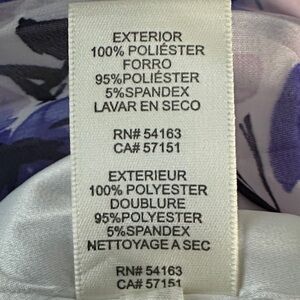 EXTERIOR
100% POLIÉSTER
FORRO
95%POLIÉSTER
5%SPANDEX
LAVAR EN SECO
RN# 54163
CA# 57151
EXTERIEUR
100% POLYESTER
DOUBLURE
95%POLYESTER
5%SPANDEX
NETTOYAGE A SEC
RN# 54163
CA# 57151